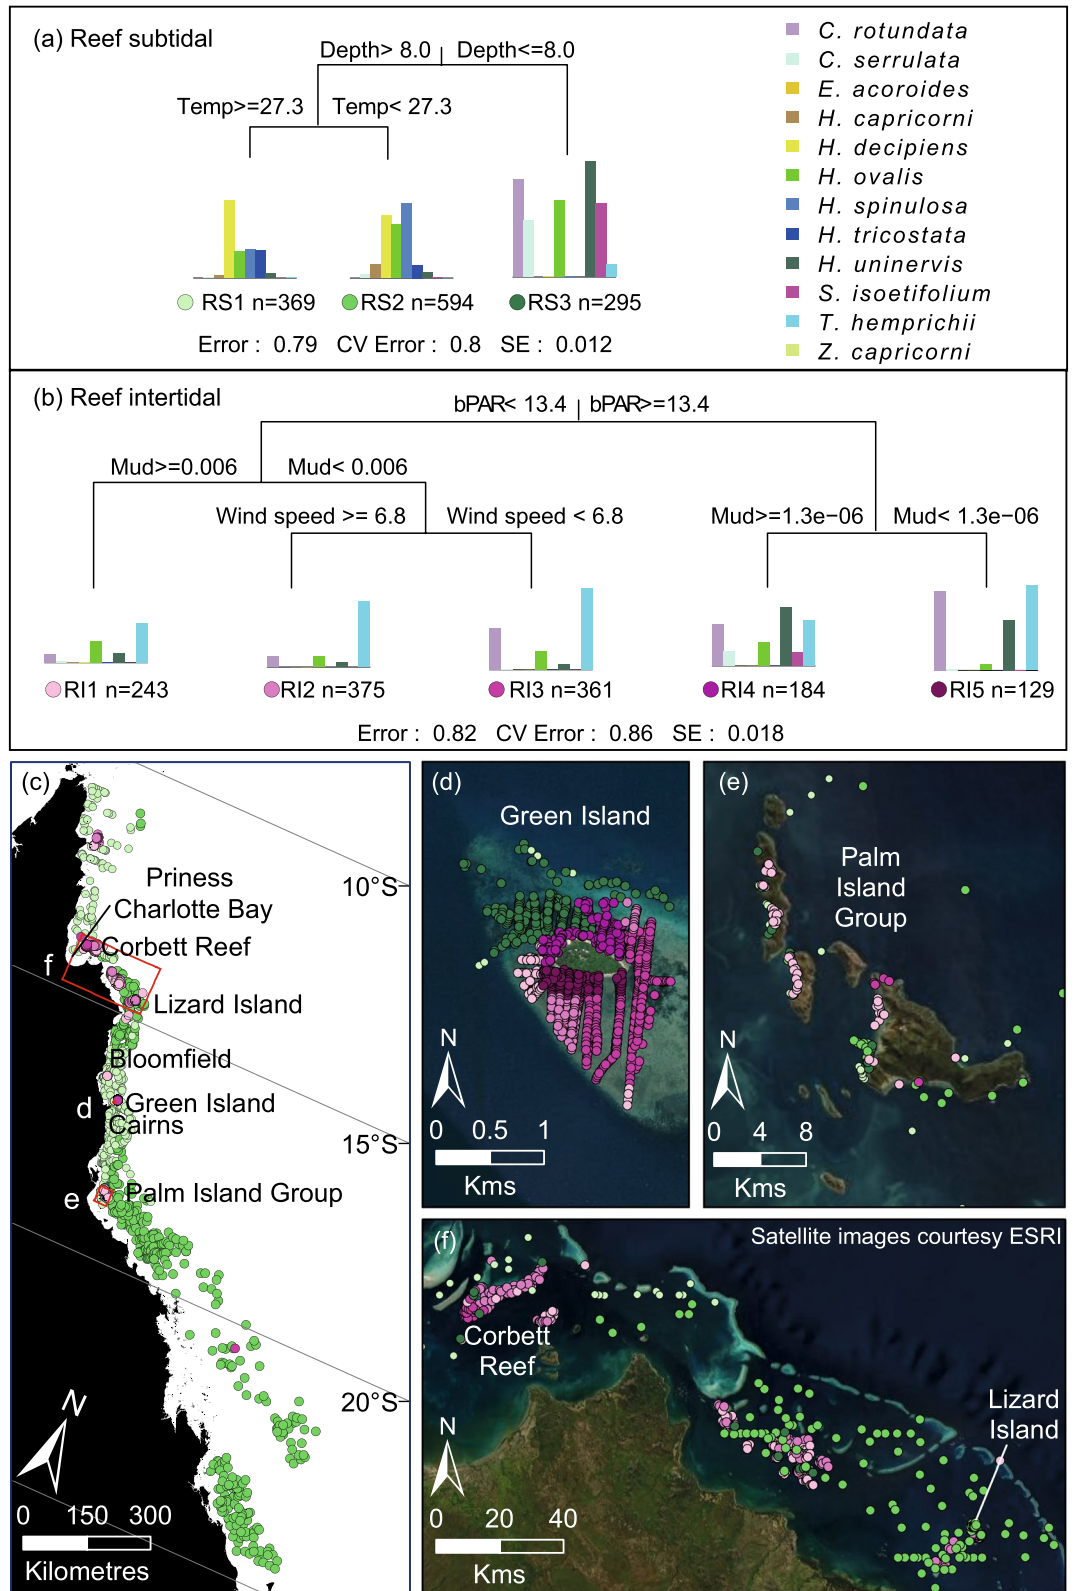 (a) Reef subtidal
Depth> 8.0 Depth<=8.0
Temp>=27.3 Temp< 27.3
RS1 n=369 RS2 n=594 RS3 n=295
Error : 0.79 CV Error : 0.8 SE : 0.012
C. rotundata
C. serrulata
E. acoroides
H. capricorni
H. decipiens
H. ovalis
H. spinulosa
H. tricostata
H. uninervis
S. isoetifolium
T. hemprichii
Z. capricorni
(b) Reef intertidal
bPAR< 13.4 bPAR>=13.4
Mud>=0.006 Mud< 0.006
Wind speed >= 6.8 Wind speed < 6.8 Mud>=1.3e−06 Mud< 1.3e−06
RI1 n=243 RI2 n=375 RI3 n=361 RI4 n=184 RI5 n=129
Error : 0.82 CV Error : 0.86 SE : 0.018
(c)
Priness
Charlotte Bay
Corbett Reef
f
Lizard Island
Bloomfield
d
Green Island
Cairns
e
Palm Island Group
10°S
15°S
20°S
N
0 150 300
Kilometres
(d)
Green Island
N
0 0.5 1
Kms
(e)
Palm
Island
Group
N
0 4 8
Kms
(f)
Satellite images courtesy ESRI
Corbett
Reef
Lizard
Island
N
0 20 40
Kms